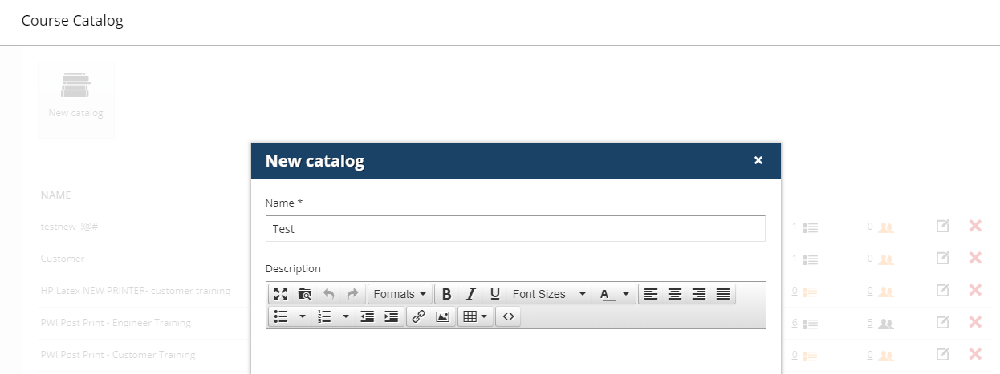 Course Catalog
New catalog
New catalog ×
Name *
Test
Description
Formats B I U Font Sizes A
NAME
testnew_!@# 1 0
Customer 1 0
HP Latex NEW PRINTER- customer training 0 0
PWI Post Print - Engineer Training 6 5
PWI Post Print - Customer Training 0 0